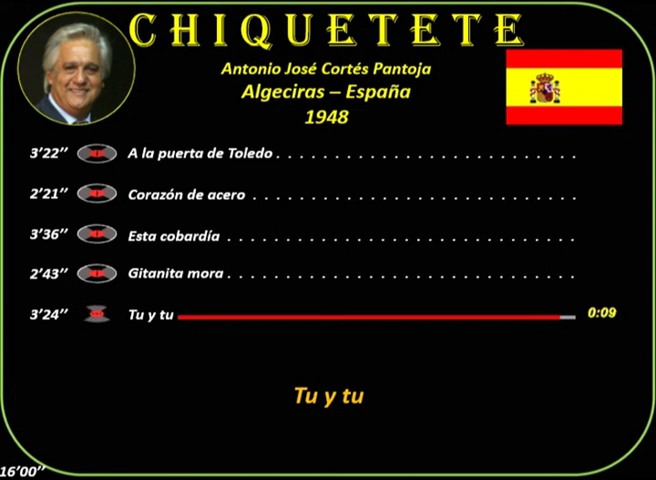 CHIQUETETE
Antonio José Cortés Pantoja
Algeciras – España
1948
3’22’’ A la puerta de Toledo . . . . . . . . . . . . . . . . . . . . . . . . . .
2’21’’ Corazón de acero . . . . . . . . . . . . . . . . . . . . . . . . . . . .
3’36’’ Esta cobardía . . . . . . . . . . . . . . . . . . . . . . . . . . . . . .
2’43’’ Gitanita mora . . . . . . . . . . . . . . . . . . . . . . . . . . . . . .
3’24’’ Tu y tu 0:09
Tu y tu
16’00’’